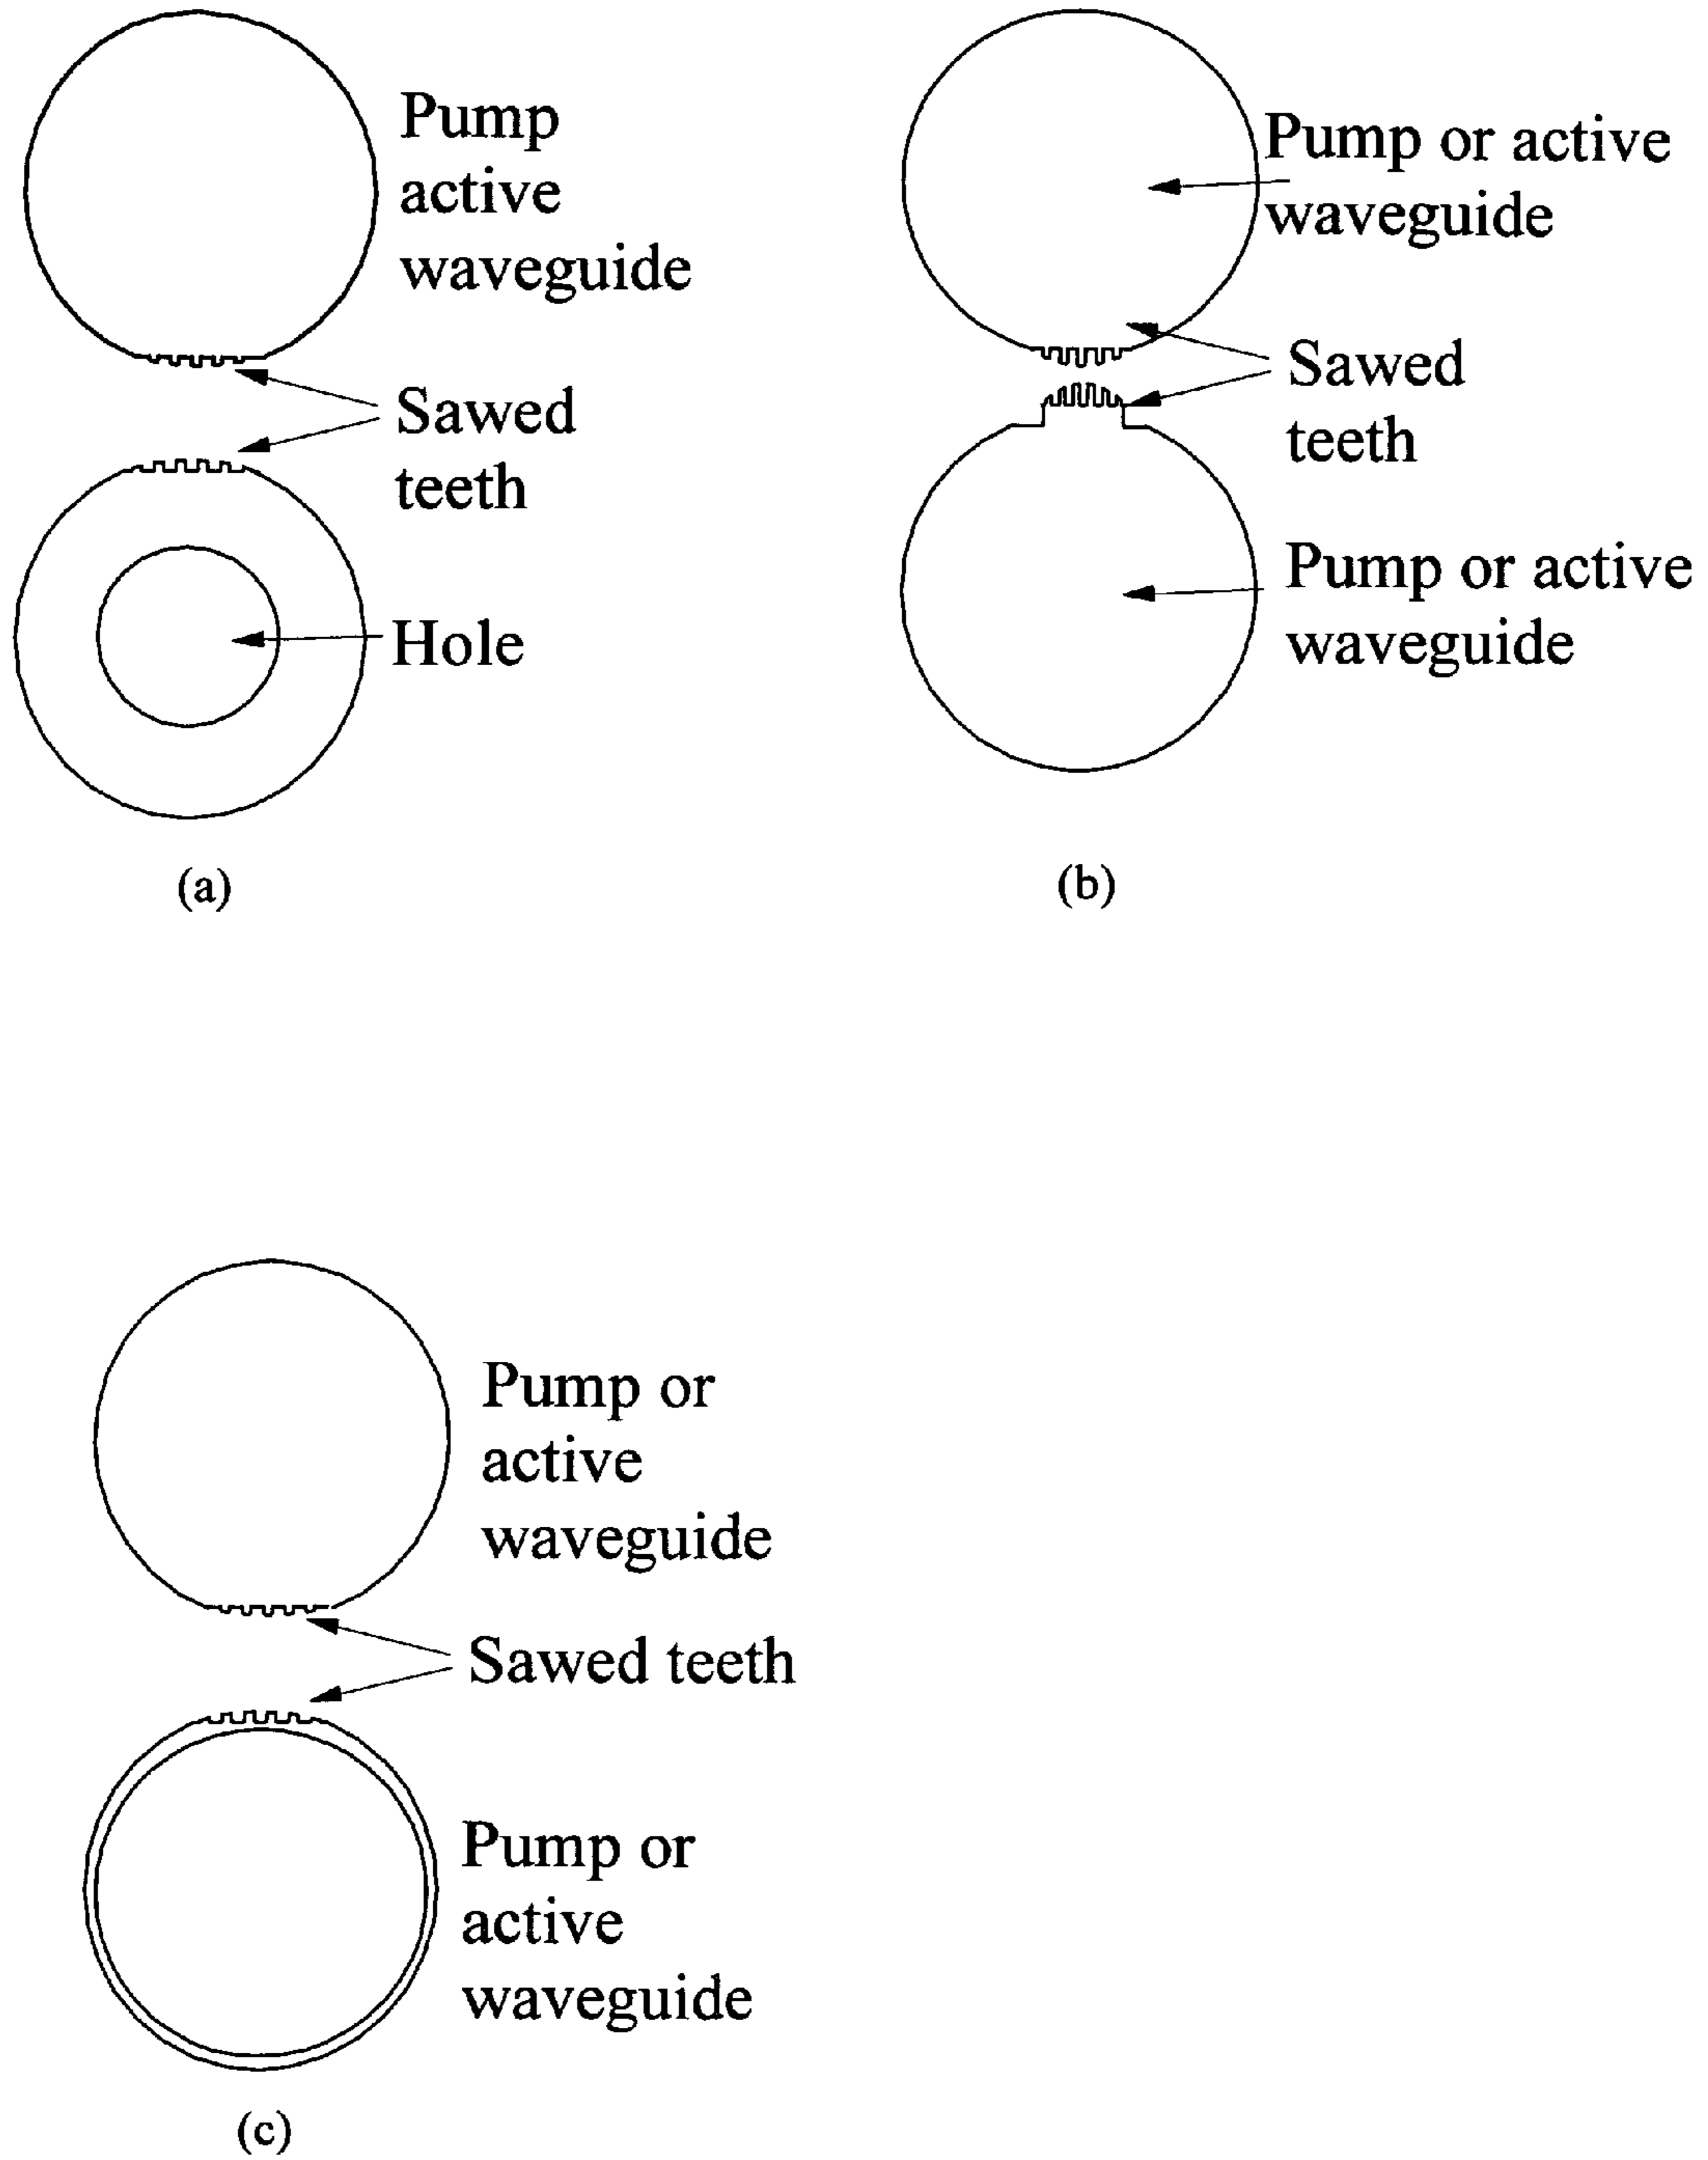 Pump
active
waveguide
Sawed
teeth
Hole
(a)
Pump or active
waveguide
Sawed
teeth
Pump or active
waveguide
(b)
Pump or
active
waveguide
Sawed teeth
Pump or
active
waveguide
(c)